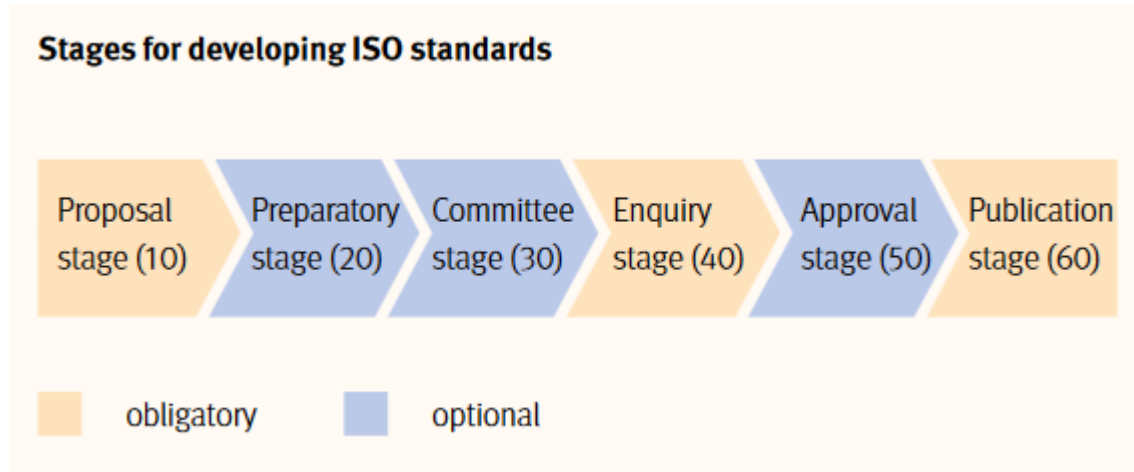 Stages for developing ISO standards
Proposal
stage (10)
Preparatory
stage (20)
Committee
stage (30)
Enquiry
stage (40)
Approval
stage (50)
Publication
stage (60)
obligatory
optional